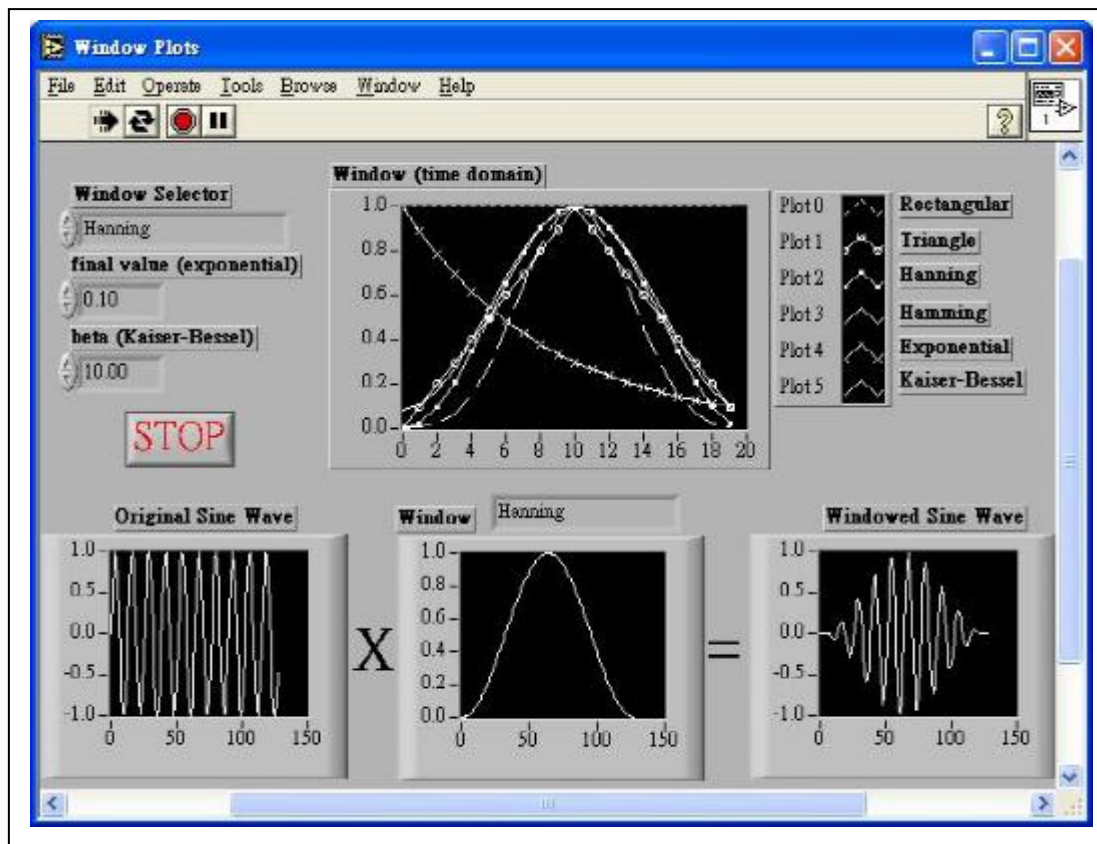 Window Plots
File Edit Operate Tools Browse Window Help
1
Window Selector
Hanning
final value (exponential)
0.10
beta (Kaiser-Bessel)
10.00
STOP
Window (time domain)
1.0
0.8
0.6
0.4
0.2
0.0
0 2 4 6 8 10 12 14 16 18 20
Plot 0 Rectangular
Plot 1 Triangle
Plot 2 Hanning
Plot 3 Hamming
Plot 4 Exponential
Plot 5 Kaiser-Bessel
Original Sine Wave
1.0
0.5
0.0
-0.5
-1.0
0 50 100 150
X
Window Hanning
1.0
0.8
0.6
0.4
0.2
0.0
0 50 100 150
=
Windowed Sine Wave
1.0
0.5
0.0
-0.5
-1.0
0 50 100 150